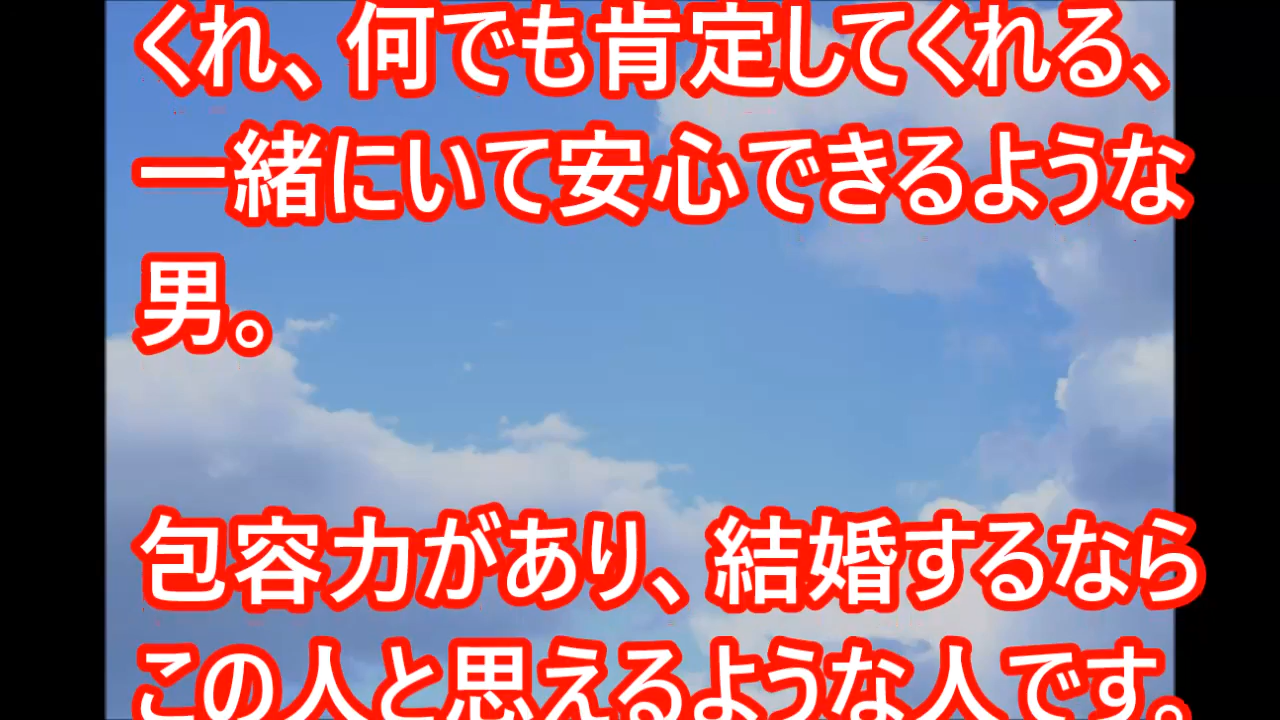 くれ、何でも肯定してくれる、
一緒にいて安心できるような
男。
包容力があり、結婚するなら
この人と思えるような人です。